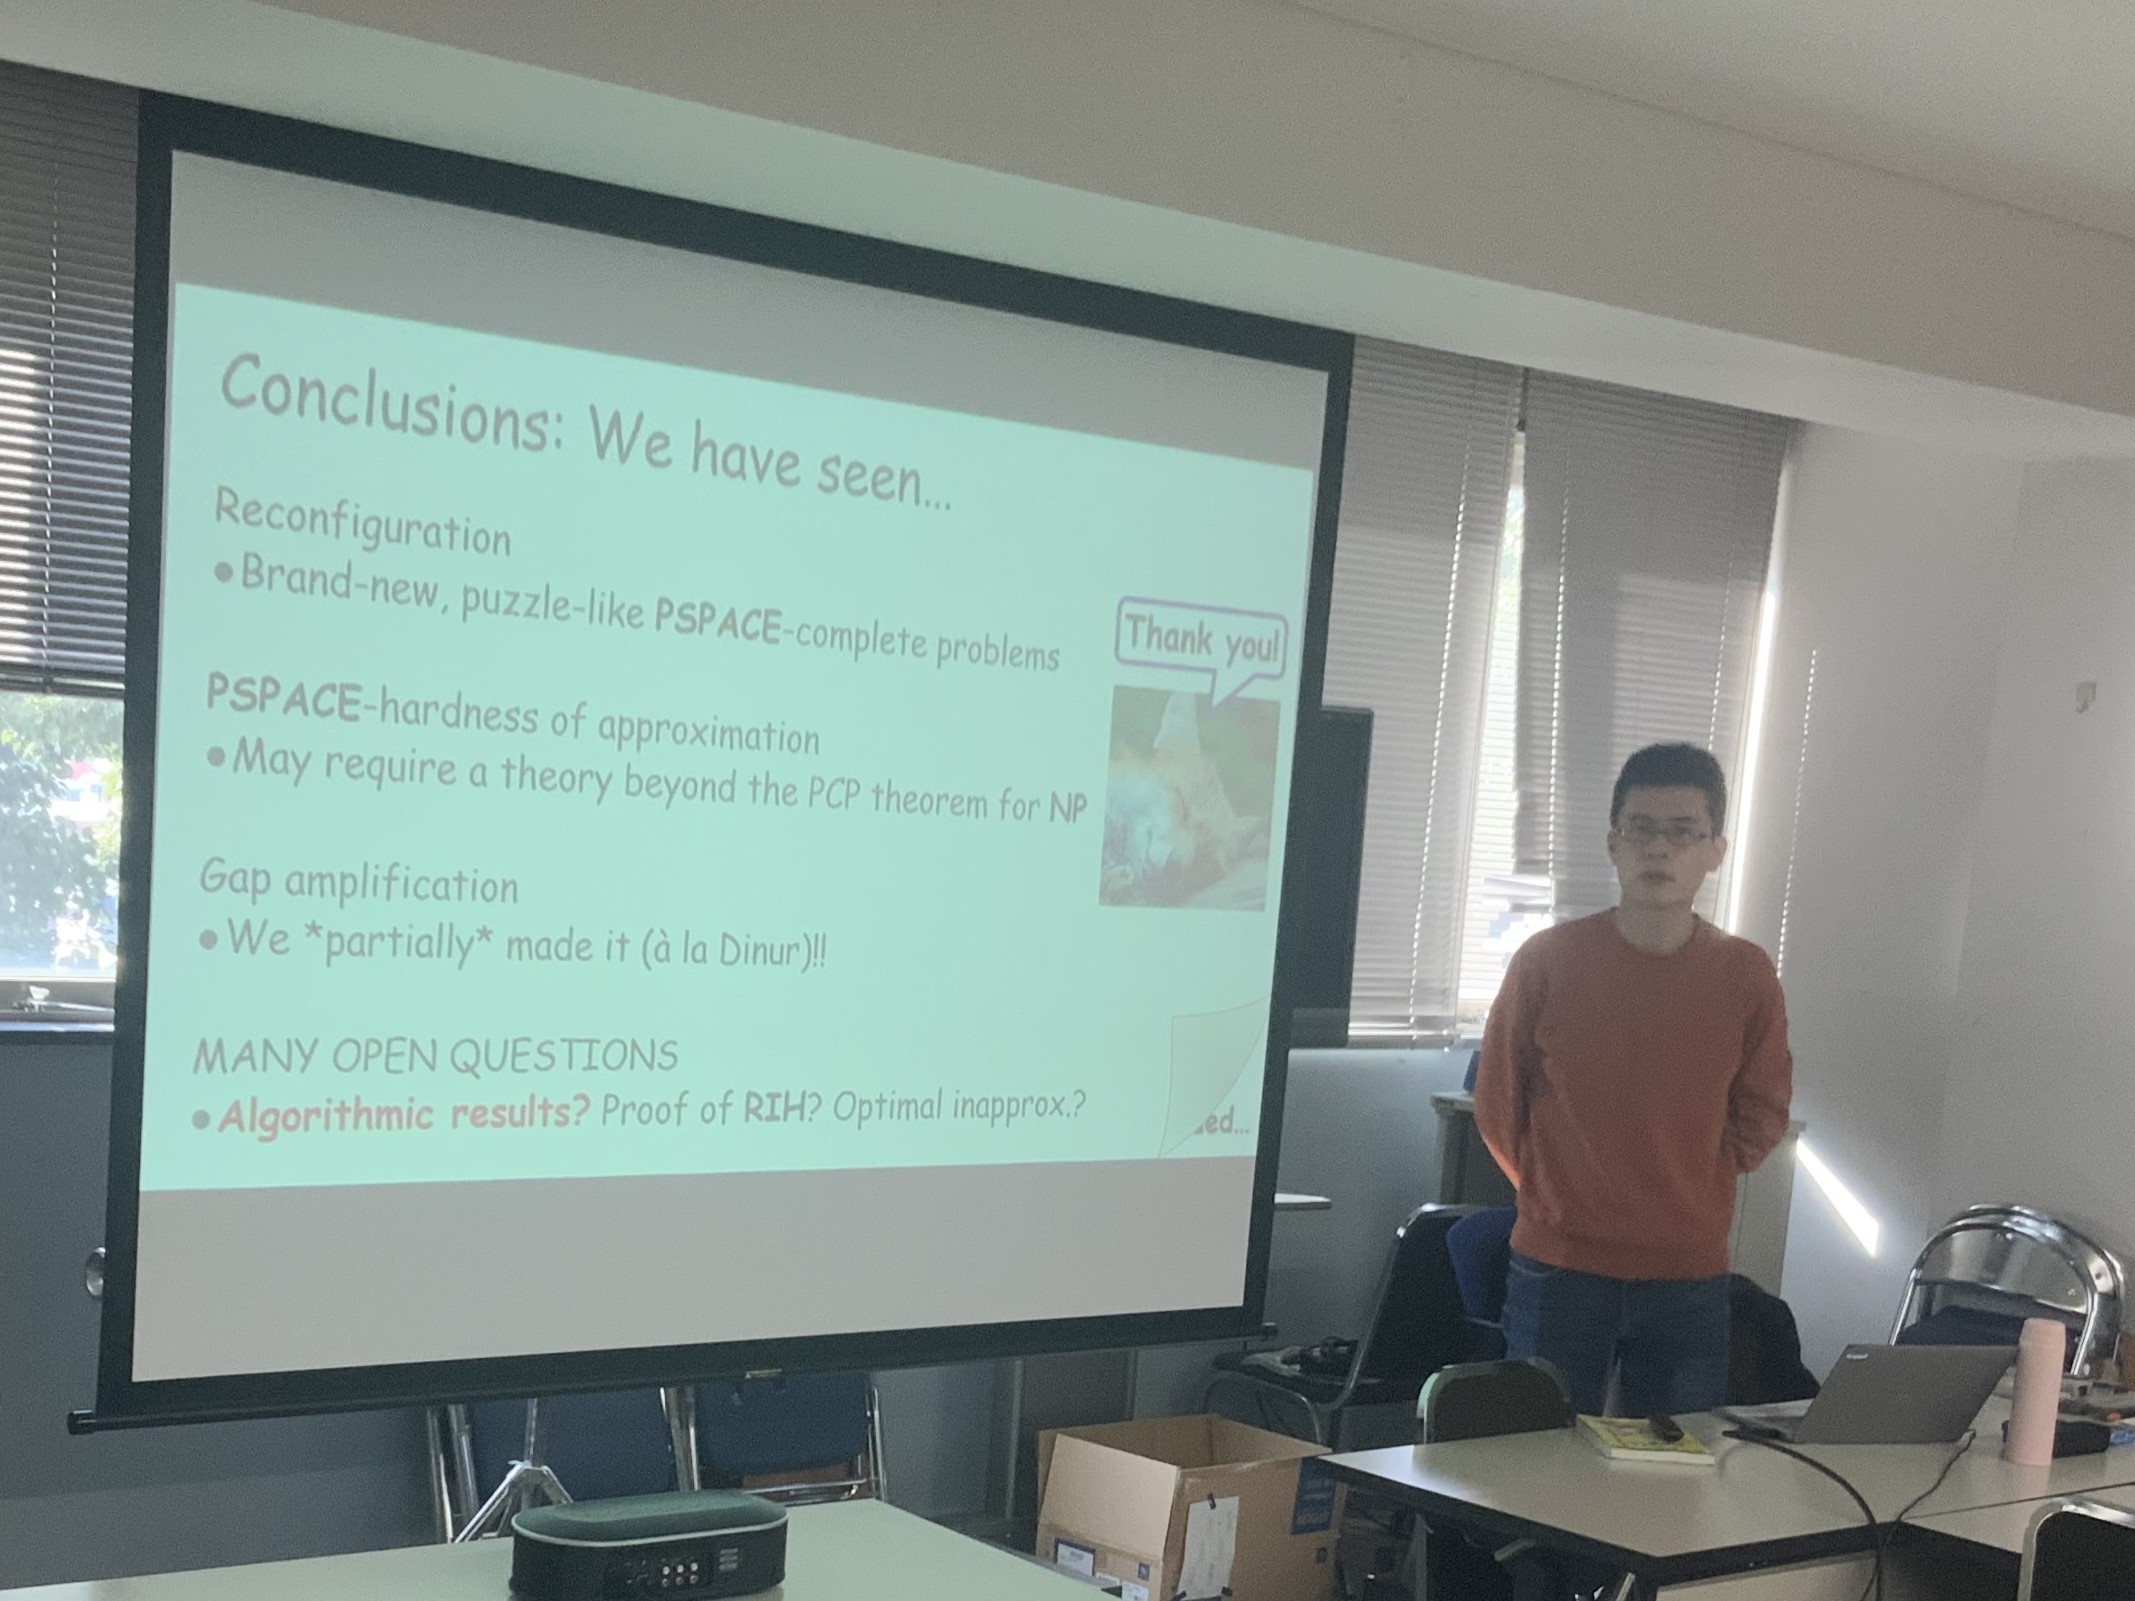 Conclusions: We have seen...
Reconfiguration
●Brand-new, puzzle-like PSPACE-complete problems
Thank you!
PSPACE-hardness of approximation
●May require a theory beyond the PCP theorem for NP
Gap amplification
●We *partially* made it (à la Dinur)!!
MANY OPEN QUESTIONS
●Algorithmic results? Proof of RIH? Optimal inapprox.?
ed...